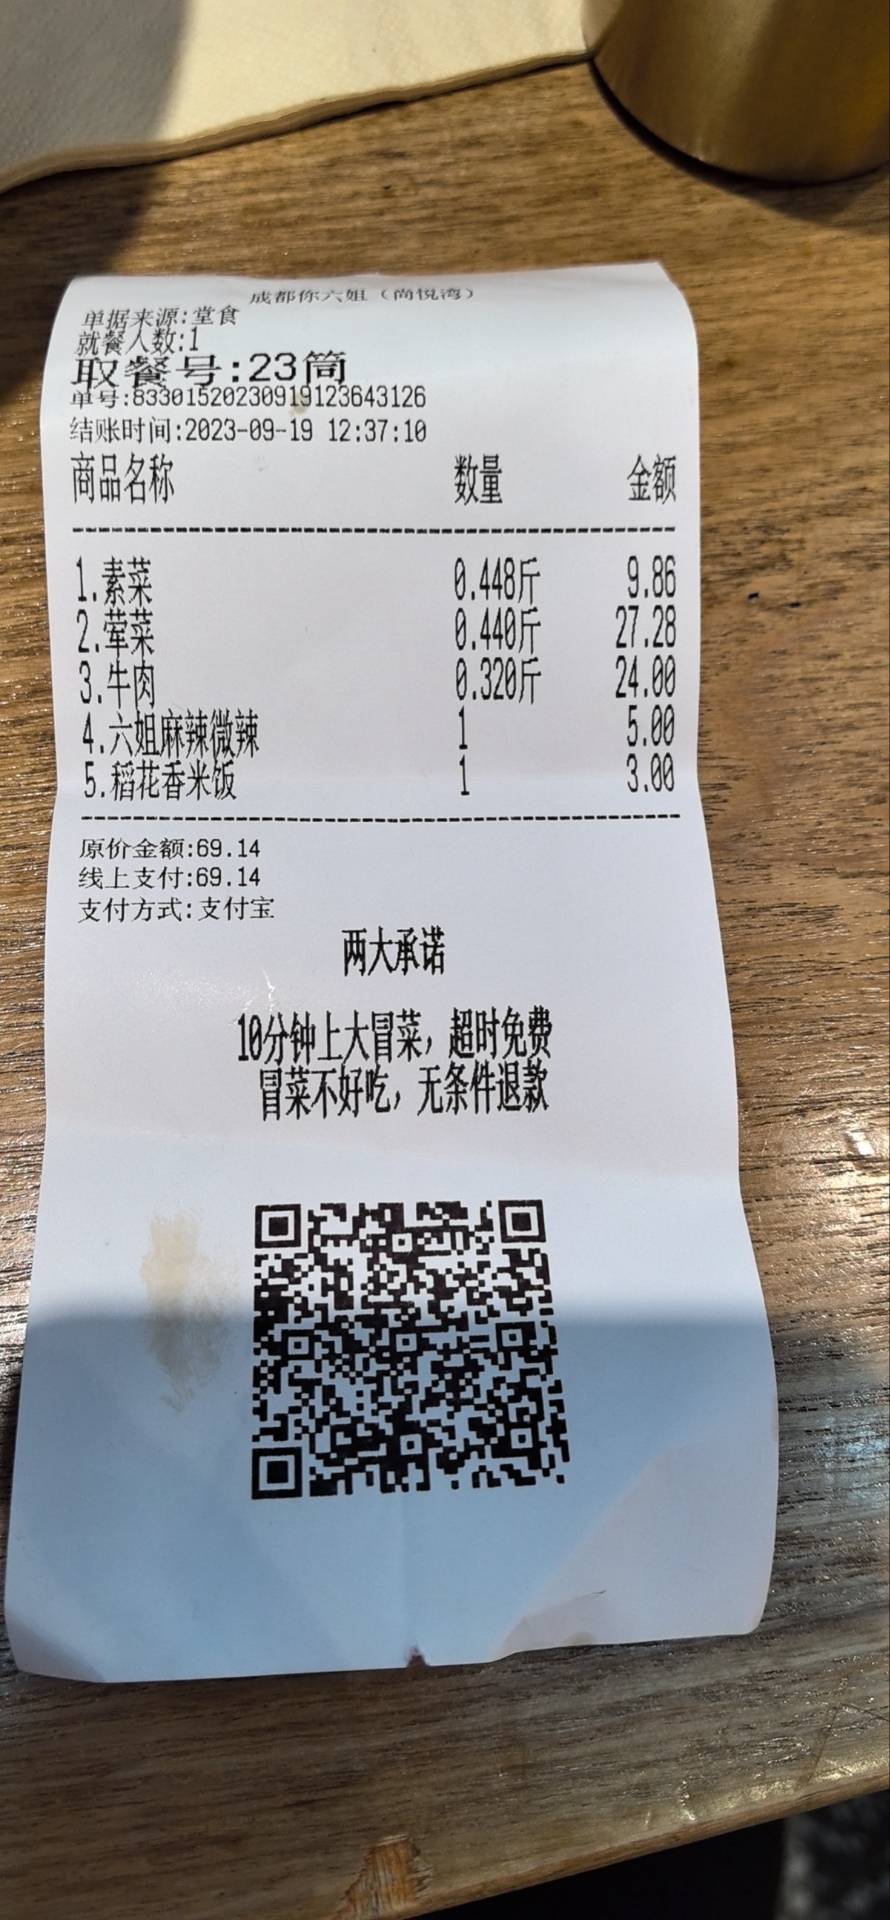 成都你六姐（尚悦湾）
单据来源:堂食
就餐人数:1
取餐号:23筒
单号:8330152023091912364​3126
结账时间:2023-09-19 12:37:10
商品名称 数量 金额
1.素菜 0.448斤 9.86
2.荤菜 0.440斤 27.28
3.牛肉 0.320斤 24.00
4.六姐麻辣微辣 1 5.00
5.稻花香米饭 1 3.00
原价金额:69.14
线上支付:69.14
支付方式:支付宝
两大承诺
10分钟上大冒菜，超时免费
冒菜不好吃，无条件退款